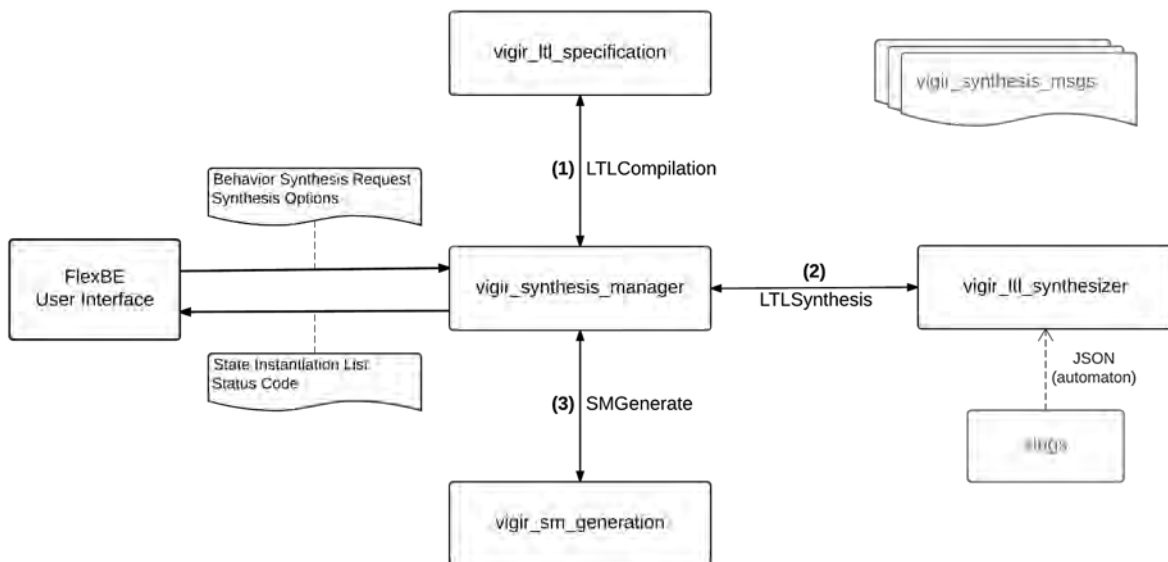 vigir_ltl_specification
vigir_synthesis_msgs
(1) LTLCompilation
Behavior Synthesis Request
Synthesis Options
FlexBE
User Interface
vigir_synthesis_manager
(2)
LTLSynthesis
vigir_ltl_synthesizer
State Instantiation List
Status Code
JSON
(automaton)
(3) SMGenerate
slugs
vigir_sm_generation